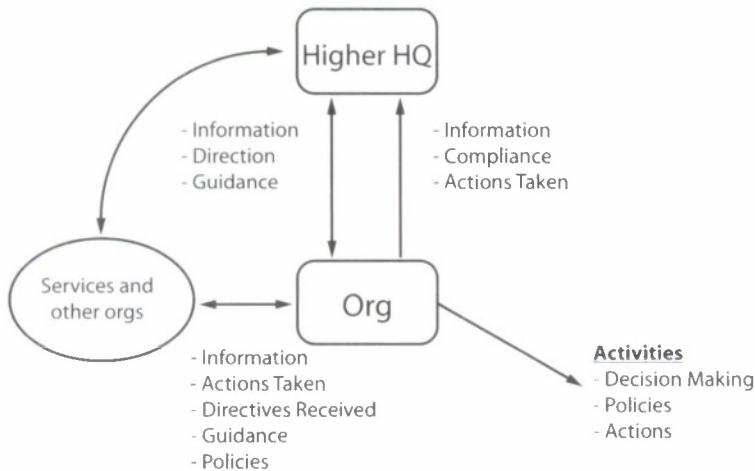 Higher HQ
- Information
- Direction
- Guidance
- Information
- Compliance
- Actions Taken
Services and
other orgs
Org
- Information
- Actions Taken
- Directives Received
- Guidance
- Policies
Activities
- Decision Making
- Policies
- Actions